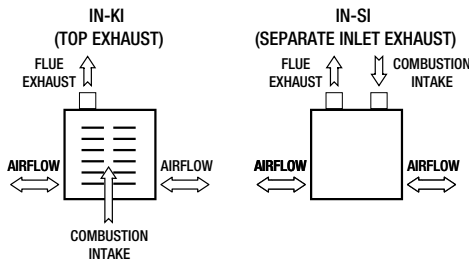 IN-KI
(TOP EXHAUST)
FLUE
EXHAUST
AIRFLOW
AIRFLOW
COMBUSTION
INTAKE
IN-SI
(SEPARATE INLET EXHAUST)
FLUE
EXHAUST
COMBUSTION
INTAKE
AIRFLOW
AIRFLOW